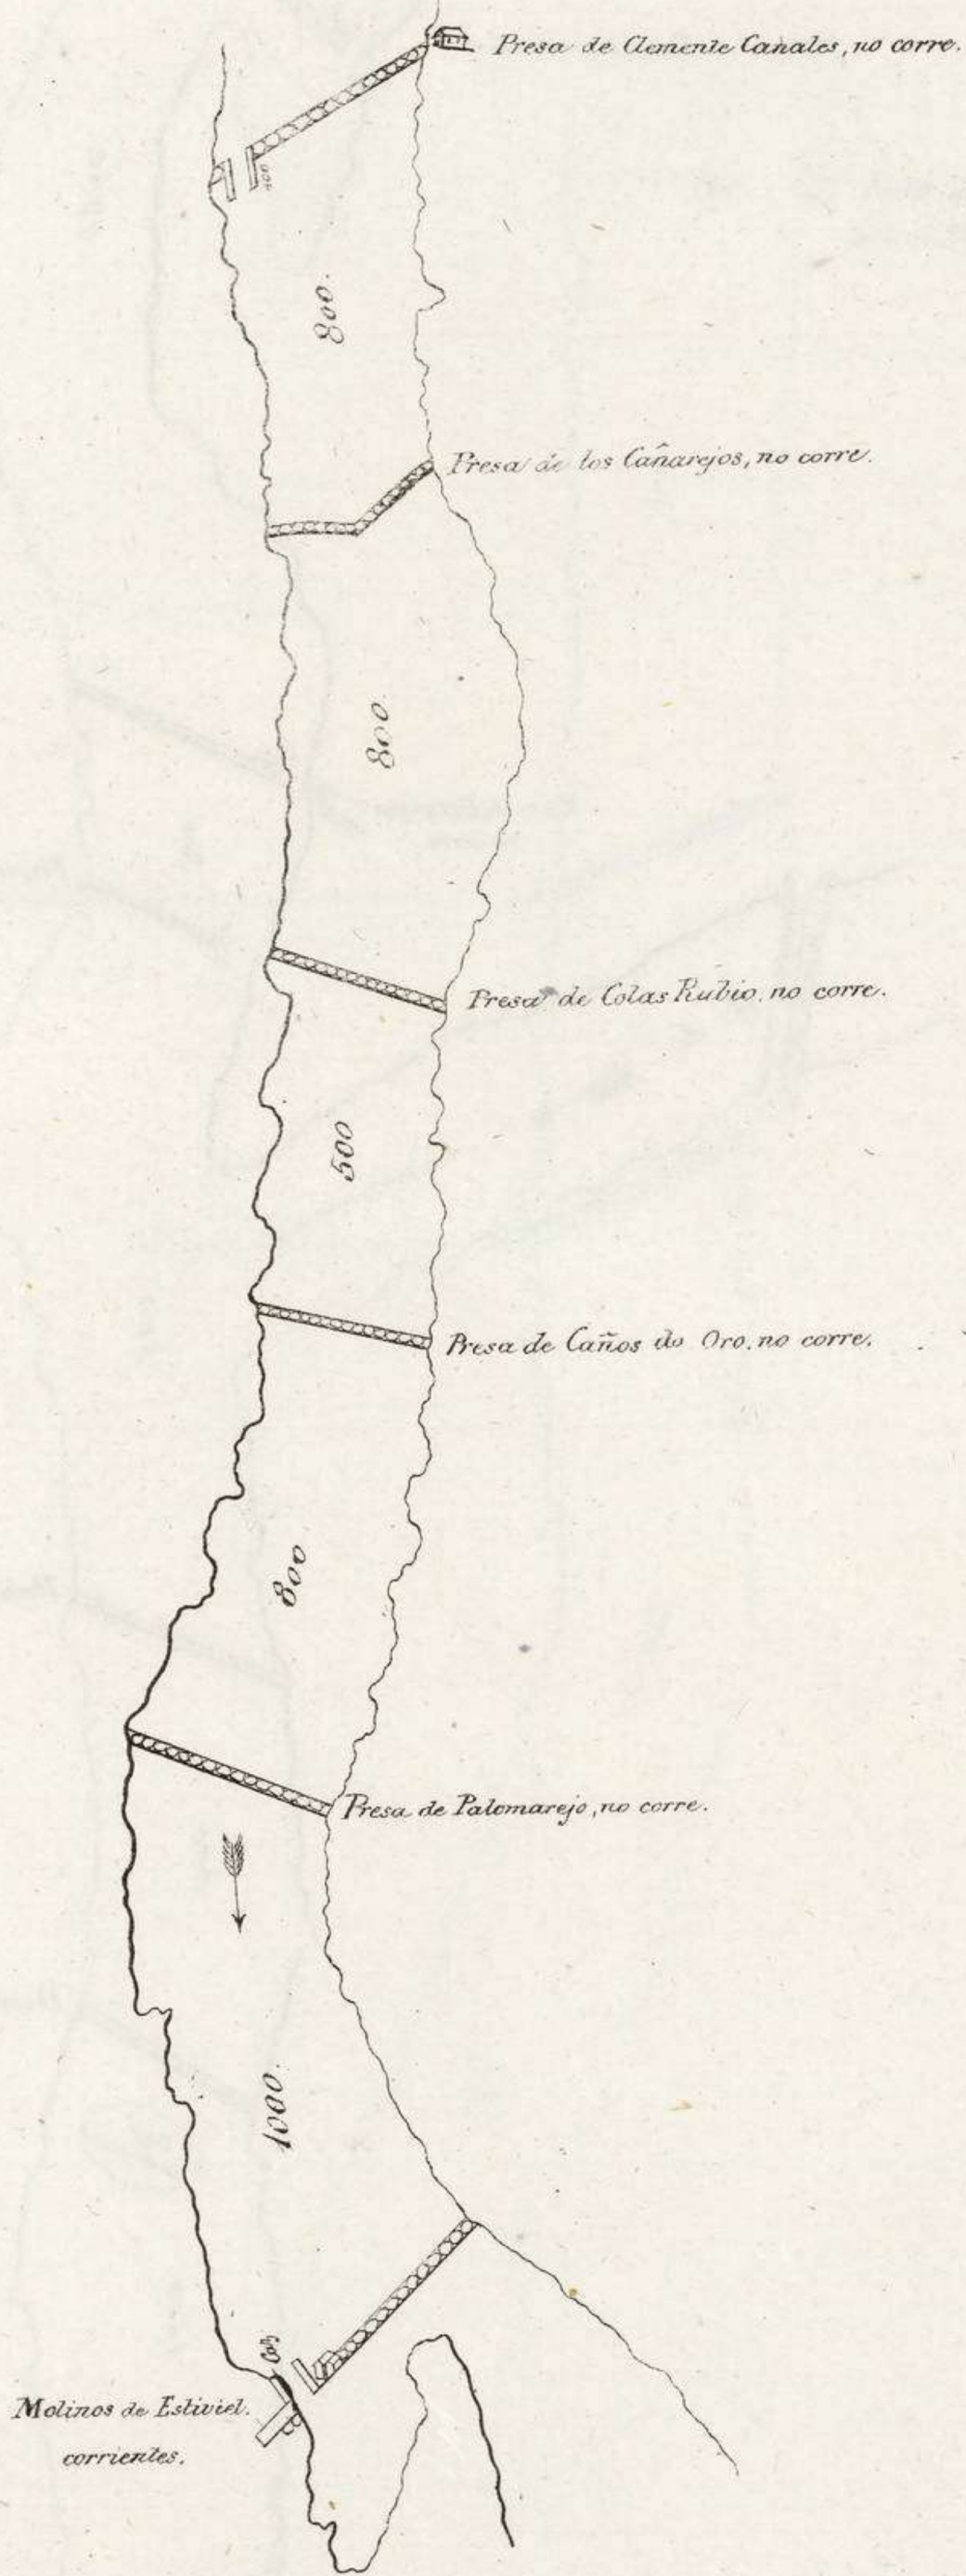 Presa de Clemente Canales, no corre.
800.
Presa de los Cañarejos, no corre.
800.
Presa de Colas Rubio, no corre.
500
Presa de Caños do Oro, no corre.
800
Presa de Palomarejo, no corre.
1000.
Molinos de Estiviel.
corrientes.